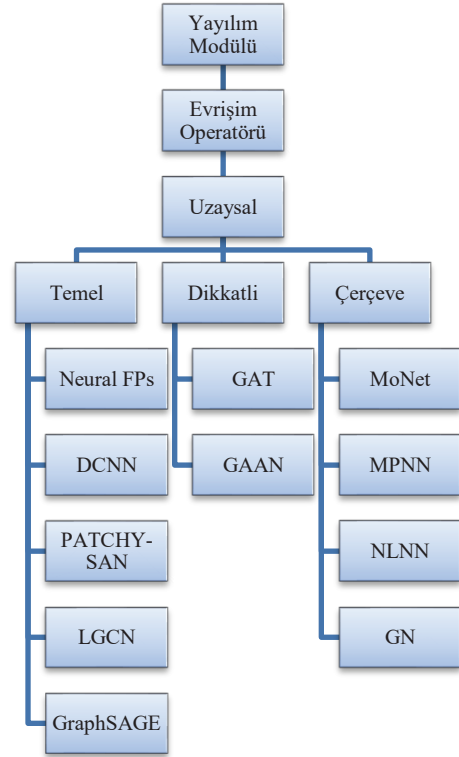 Yayılım
Modülü
Evrişim
Operatörü
Uzaysal
Temel
Dikkatli
Çerçeve
Neural FPs
GAT
MoNet
DCNN
GAAN
MPNN
PATCHY-
SAN
NLNN
LGCN
GN
GraphSAGE